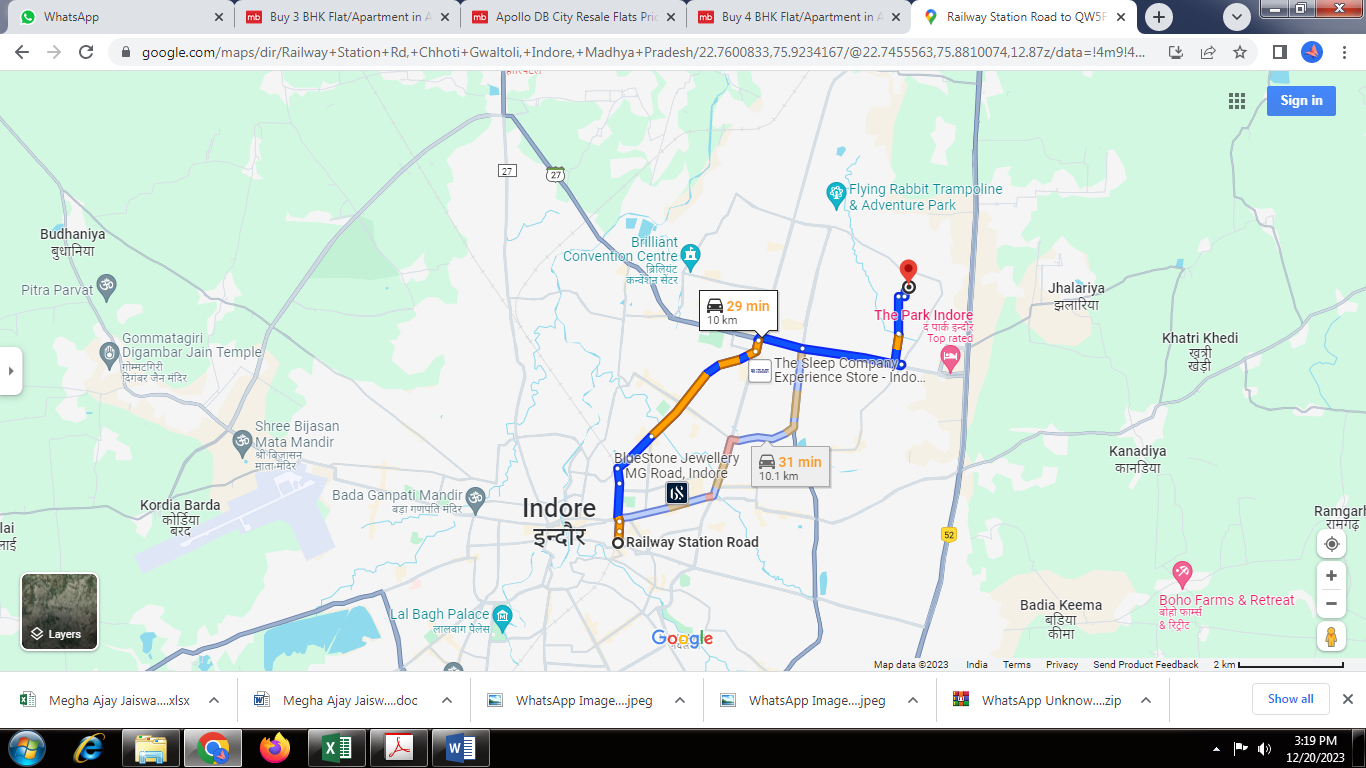 WhatsApp
Buy 3 BHK Flat/Apartment in A
Apollo DB City Resale Flats Pric
Buy 4 BHK Flat/Apartment in A
Railway Station Road to QW5F
google.com/maps/dir/Railway+Station+Rd,+Chhoti+Gwaltoli,+Indore,+Madhya+Pradesh/22.7600833,75.9234167/@22.7455563,75.8810074,12.87z/data=!4m9!4...
Sign in
27
27
Flying Rabbit Trampoline
& Adventure Park
Budhaniya
बुधानिया
Brilliant
Convention Centre
ब्रिलियंट
कन्वेंशन सेंटर
Pitra Parvat
Jhalariya
झलारिया
29 min
10 km
The Park Indore
द पार्क इन्दौर
Top rated
Khatri Khedi
खत्री
खेड़ी
Gommatagiri
Digambar Jain Temple
गोम्मटगिरी
दिगंबर जैन मंदिर
The Sleep Company
Experience Store - Indo...
Shree Bijasan
Mata Mandir
श्री बिजासन
माता मंदिर
BlueStone Jewellery
MG Road, Indore
31 min
10.1 km
Kanadiya
कानडिया
Bada Ganpati Mandir
बड़ा गणपति मंदिर
Kordia Barda
कोर्डिया
बरद
Indore
इन्दौर
Railway Station Road
lai
लाई
Ramgarh
रामगढ़
52
Boho Farms & Retreat
बोहो फार्म्स
& रिट्रीट
Badia Keema
बडिया
कीमा
Lal Bagh Palace
लालबाग पैलेस
Layers
Google
Map data ©2023
India
Terms
Privacy
Send Product Feedback
2 km
Megha Ajay Jaiswa....xlsx
Megha Ajay Jaisw....doc
WhatsApp Image....jpeg
WhatsApp Image....jpeg
WhatsApp Unknow....zip
Show all
3:19 PM
12/20/2023